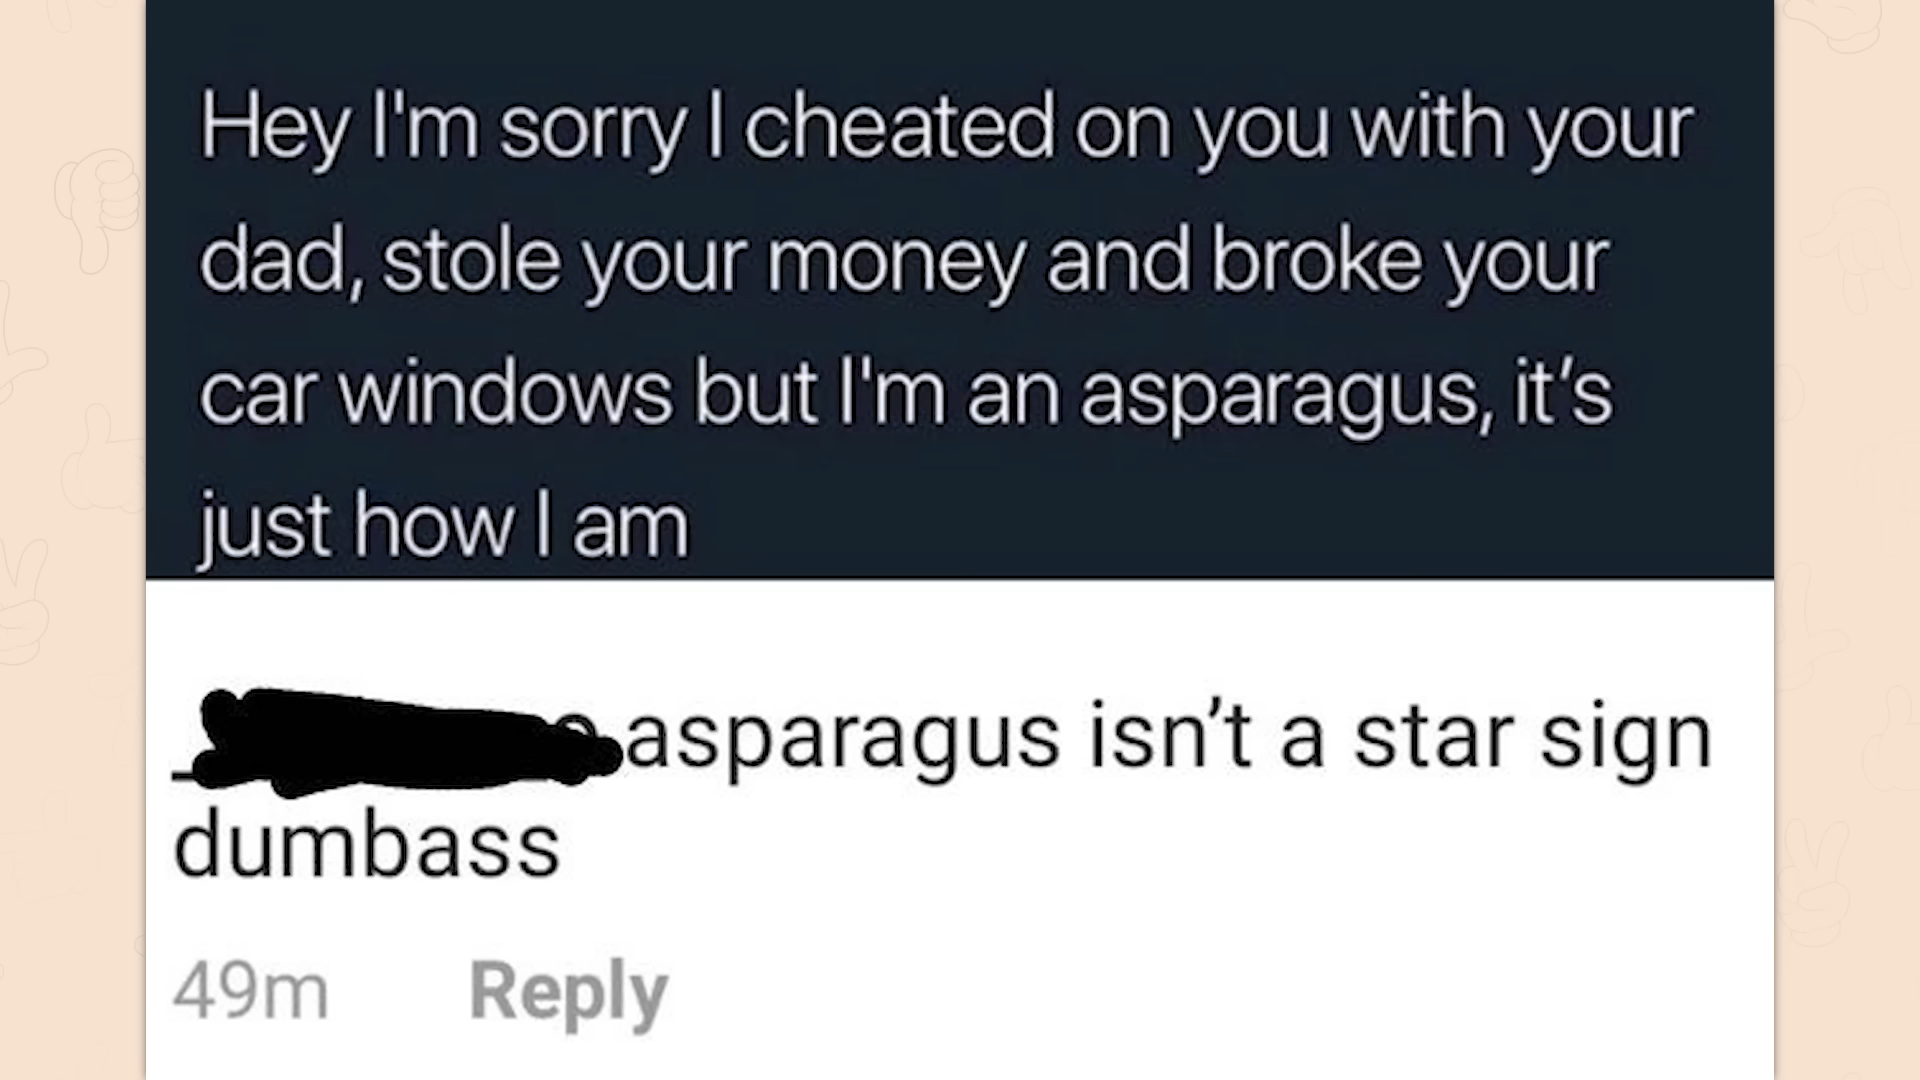 Hey I'm sorry I cheated on you with your
dad, stole your money and broke your
car windows but I'm an asparagus, it’s
just how I am
asparagus isn’t a star sign
dumbass
49m Reply